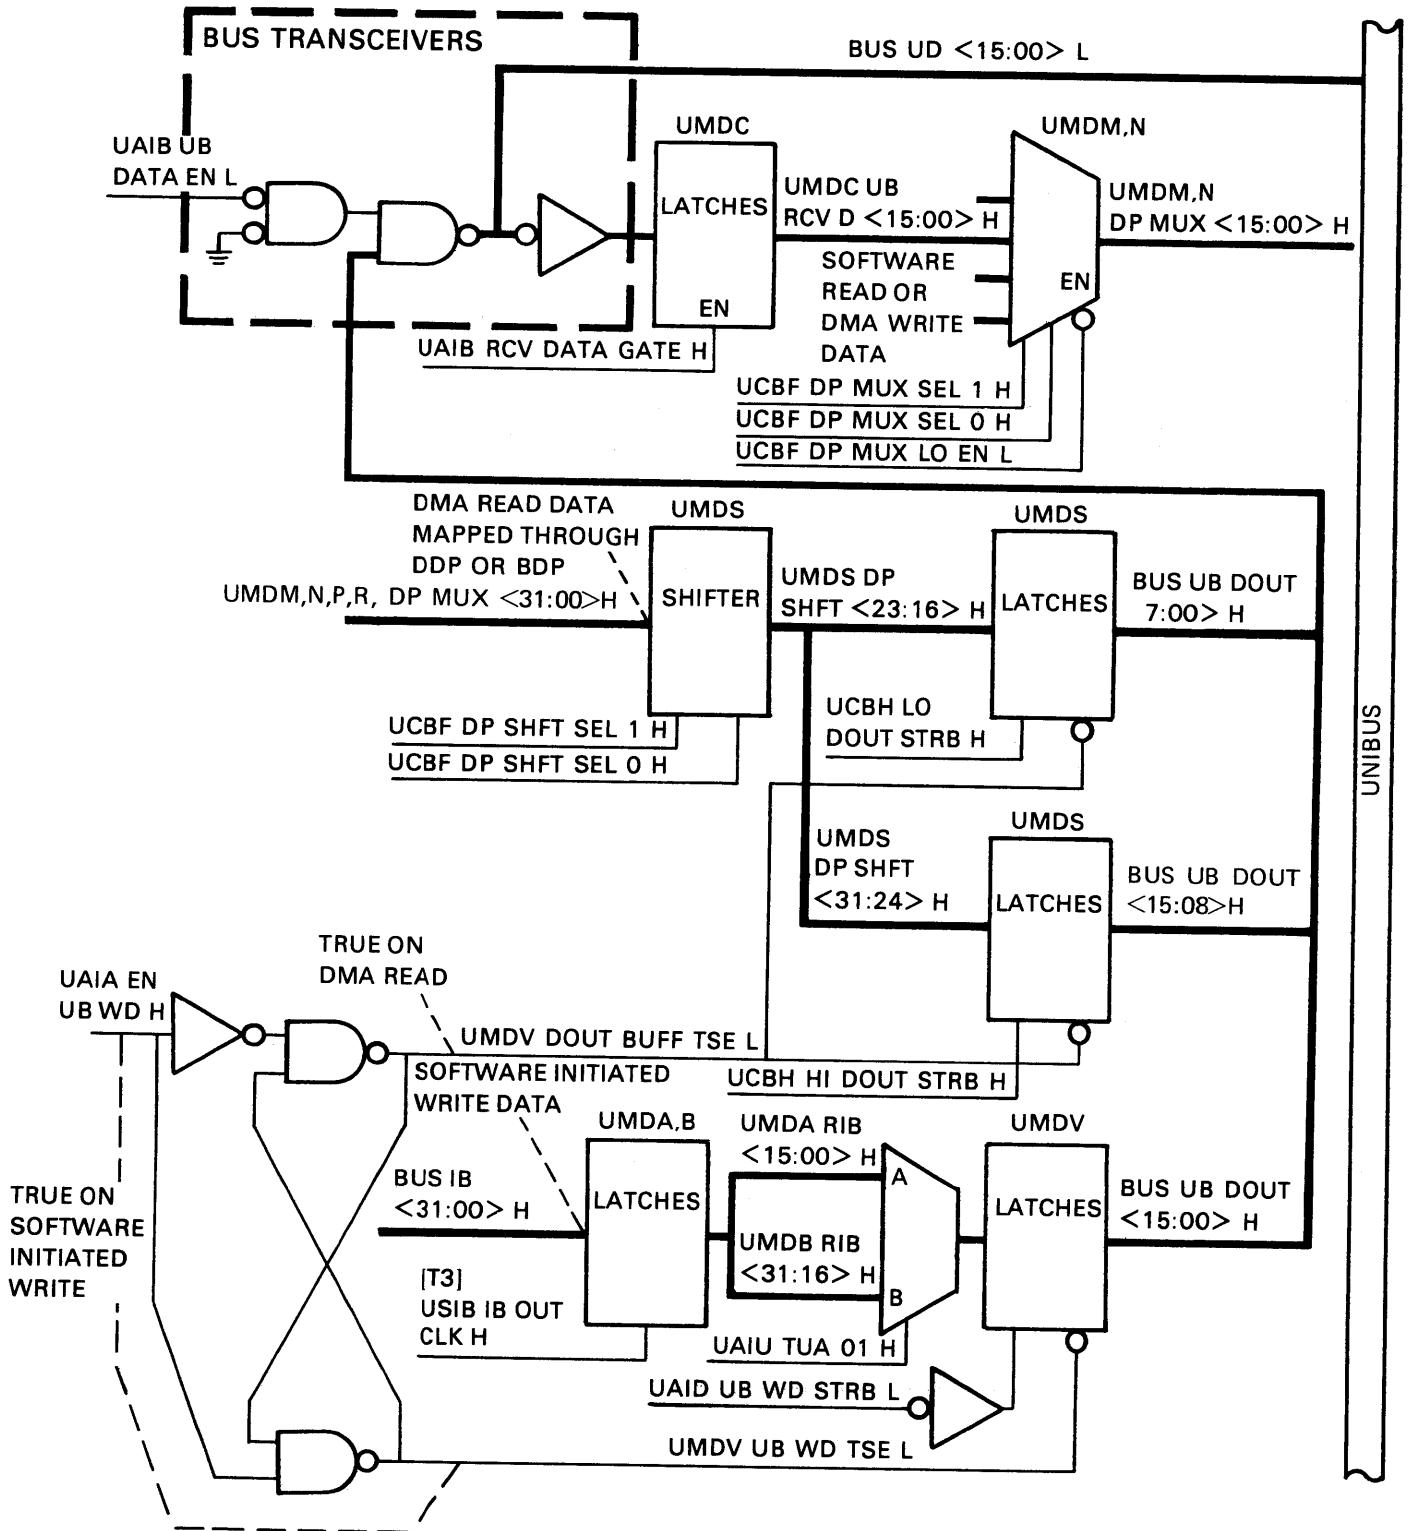 BUS TRANSCEIVERS
BUS UD <15:00> L
UAIB UB
DATA EN L
UMDC
LATCHES
EN
UAIB RCV DATA GATE H
UMDC UB
RCV D <15:00> H
SOFTWARE
READ OR
DMA WRITE
DATA
UMDM,N
EN
UMDM,N
DP MUX <15:00> H
UCBF DP MUX SEL 1 H
UCBF DP MUX SEL 0 H
UCBF DP MUX LO EN L
DMA READ DATA
MAPPED THROUGH
DDP OR BDP
UMDM,N,P,R, DP MUX <31:00>H
UMDS
SHIFTER
UCBF DP SHFT SEL 1 H
UCBF DP SHFT SEL 0 H
UMDS DP
SHFT <23:16> H
UMDS
LATCHES
BUS UB DOUT
7:00> H
UCBH LO
DOUT STRB H
UNIBUS
UMDS
DP SHFT
<31:24> H
UMDS
LATCHES
BUS UB DOUT
<15:08>H
TRUE ON
DMA READ
UAIA EN
UB WD H
UMDV DOUT BUFF TSE L
UCBH HI DOUT STRB H
SOFTWARE INITIATED
WRITE DATA
UMDA,B
LATCHES
BUS IB
<31:00> H
[T3]
USIB IB OUT
CLK H
UMDA RIB
<15:00> H
A
UMDB RIB
<31:16> H
B
UAIU TUA 01 H
UMDV
LATCHES
BUS UB DOUT
<15:00> H
TRUE ON
SOFTWARE
INITIATED
WRITE
UAID UB WD STRB L
UMDV UB WD TSE L